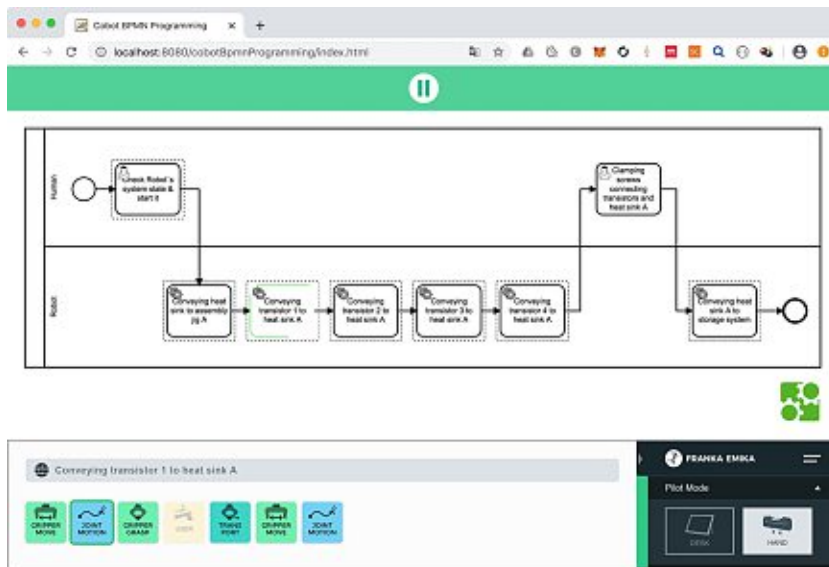 Cobot BPMN Programming
localhost:8080/cobotBpmnProgramming/index.html
Human
Check Robot's
system state &
start it
Clamping
screws
connecting
transistors and
heat sink A
Robot
Conveying heat
sink to assembly
jig A
Conveying
transistor 1 to
heat sink A
Conveying
transistor 2 to
heat sink A
Conveying
transistor 3 to
heat sink A
Conveying
transistor 4 to
heat sink A
Conveying heat
sink A to
storage system
Conveying transistor 1 to heat sink A
GRIPPER
MOVE
JOINT
MOTION
GRIPPER
GRASP
USER
TRANS
PORT
GRIPPER
MOVE
JOINT
MOTION
FRANKA EMIKA
Pilot Mode
DESK
HAND